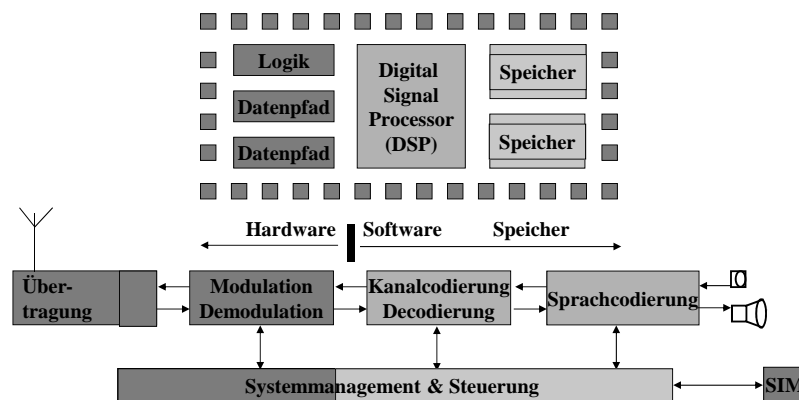 Logik
Datenpfad
Datenpfad
Digital
Signal
Processor
(DSP)
Speicher
Speicher
Hardware
Software
Speicher
Über-
tragung
Modulation
Demodulation
Kanalcodierung
Decodierung
Sprachcodierung
Systemmanagement & Steuerung
SIM